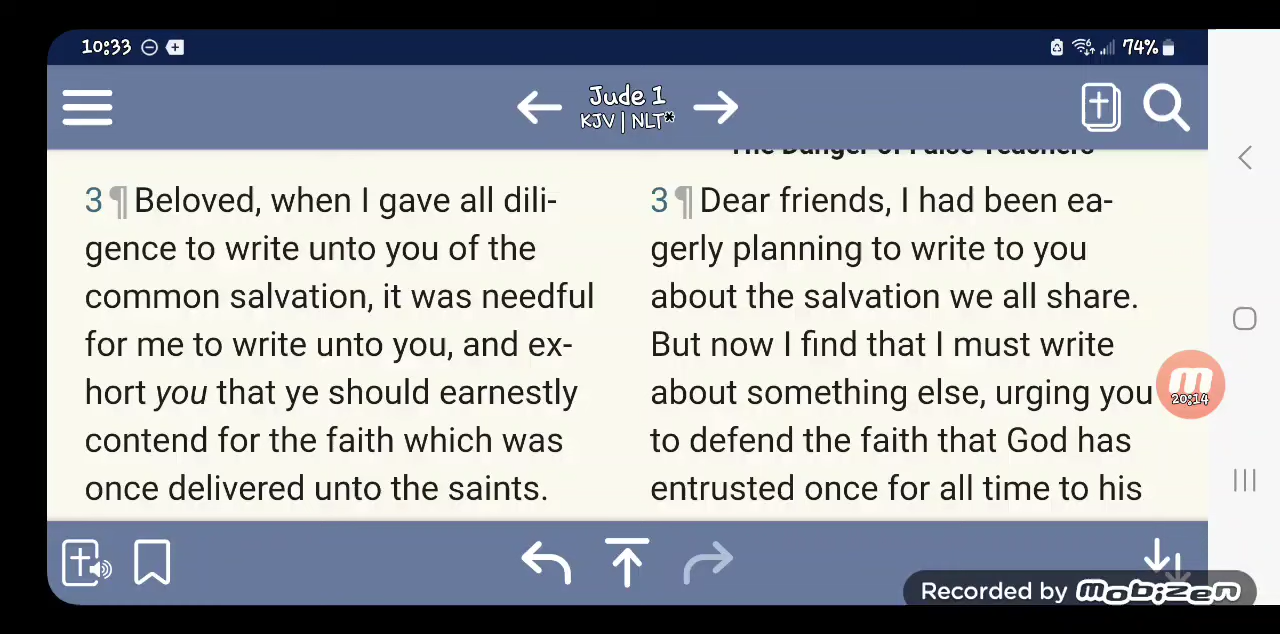 10:33
74%
Jude 1
KJV | NLT*
The Danger of False Teachers
3 ¶ Beloved, when I gave all dili-
gence to write unto you of the
common salvation, it was needful
for me to write unto you, and ex-
hort you that ye should earnestly
contend for the faith which was
once delivered unto the saints.
3 ¶ Dear friends, I had been ea-
gerly planning to write to you
about the salvation we all share.
But now I find that I must write
about something else, urging you
to defend the faith that God has
entrusted once for all time to his
20:14
Recorded by mobizen